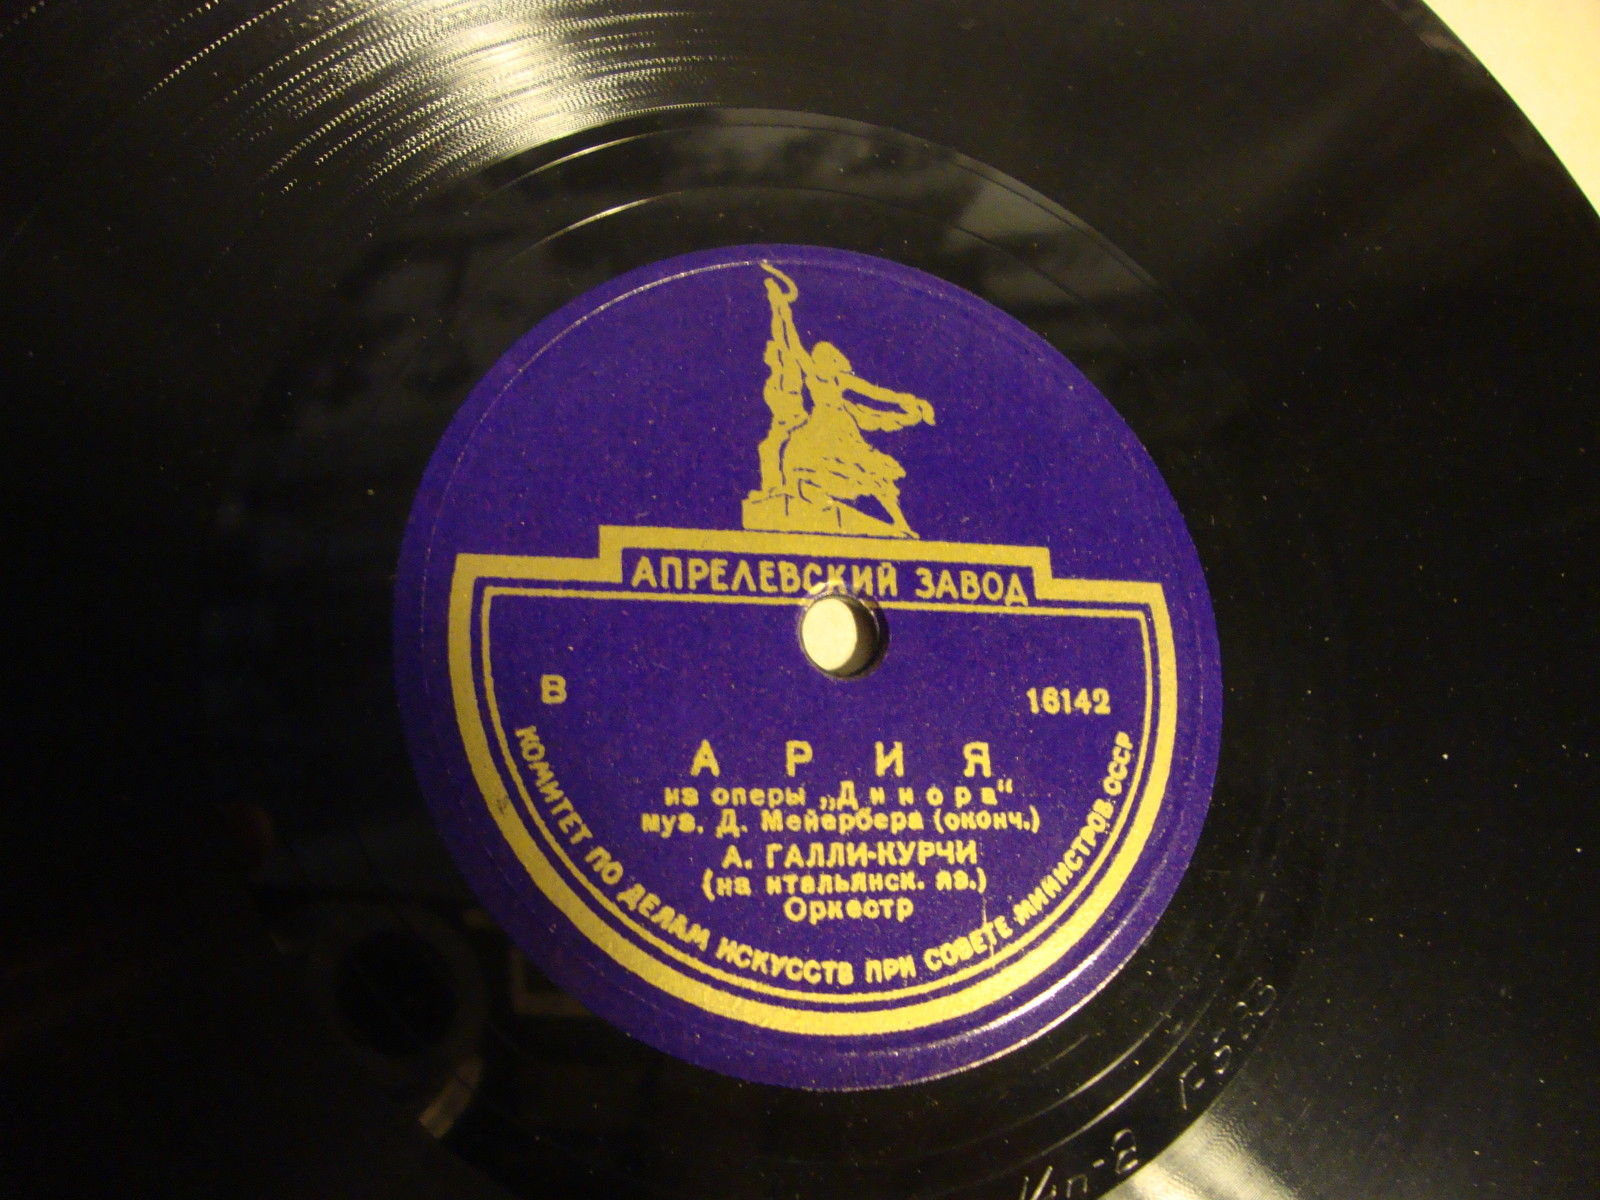 АПРЕЛЕВСКИЙ ЗАВОД
В 16142
АРИЯ
из оперы „Динора“
муз. Д. Мейербера (оконч.)
А. ГАЛЛИ-КУРЧИ
(на итальянск. яз.)
Оркестр
КОМИТЕТ ПО ДЕЛАМ ИСКУССТВ ПРИ СОВЕТЕ МИНИСТРОВ СССР